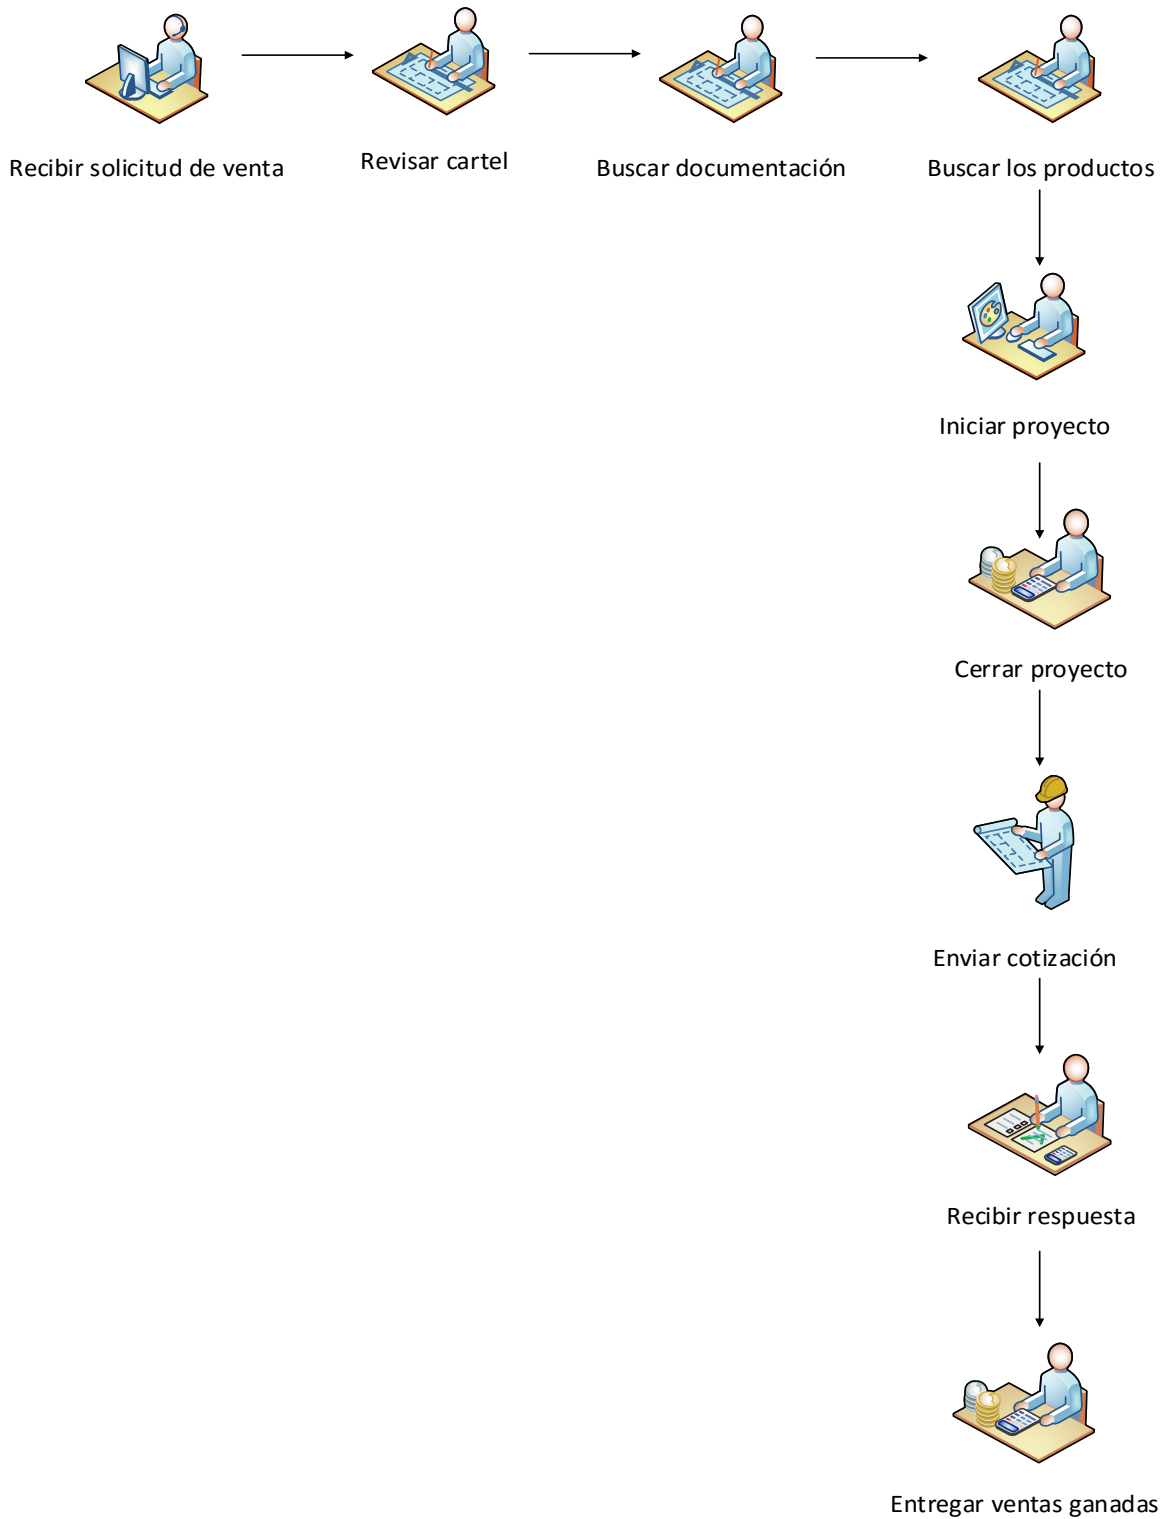 Recibir solicitud de venta
Revisar cartel
Buscar documentación
Buscar los productos
Iniciar proyecto
Cerrar proyecto
Enviar cotización
Recibir respuesta
Entregar ventas ganadas